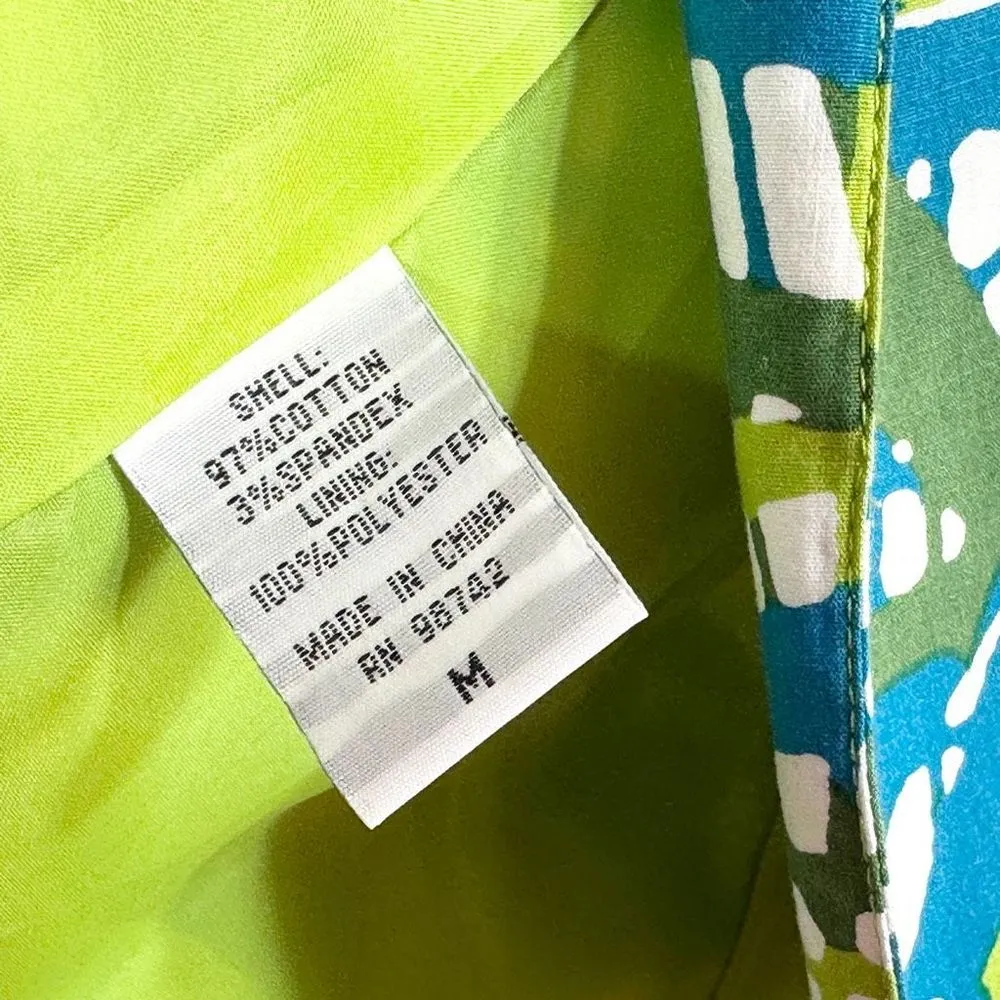 SHELL:
97%COTTON
3%SPANDEX
LINING:
100%POLYESTER
MADE IN CHINA
RN 98742
M